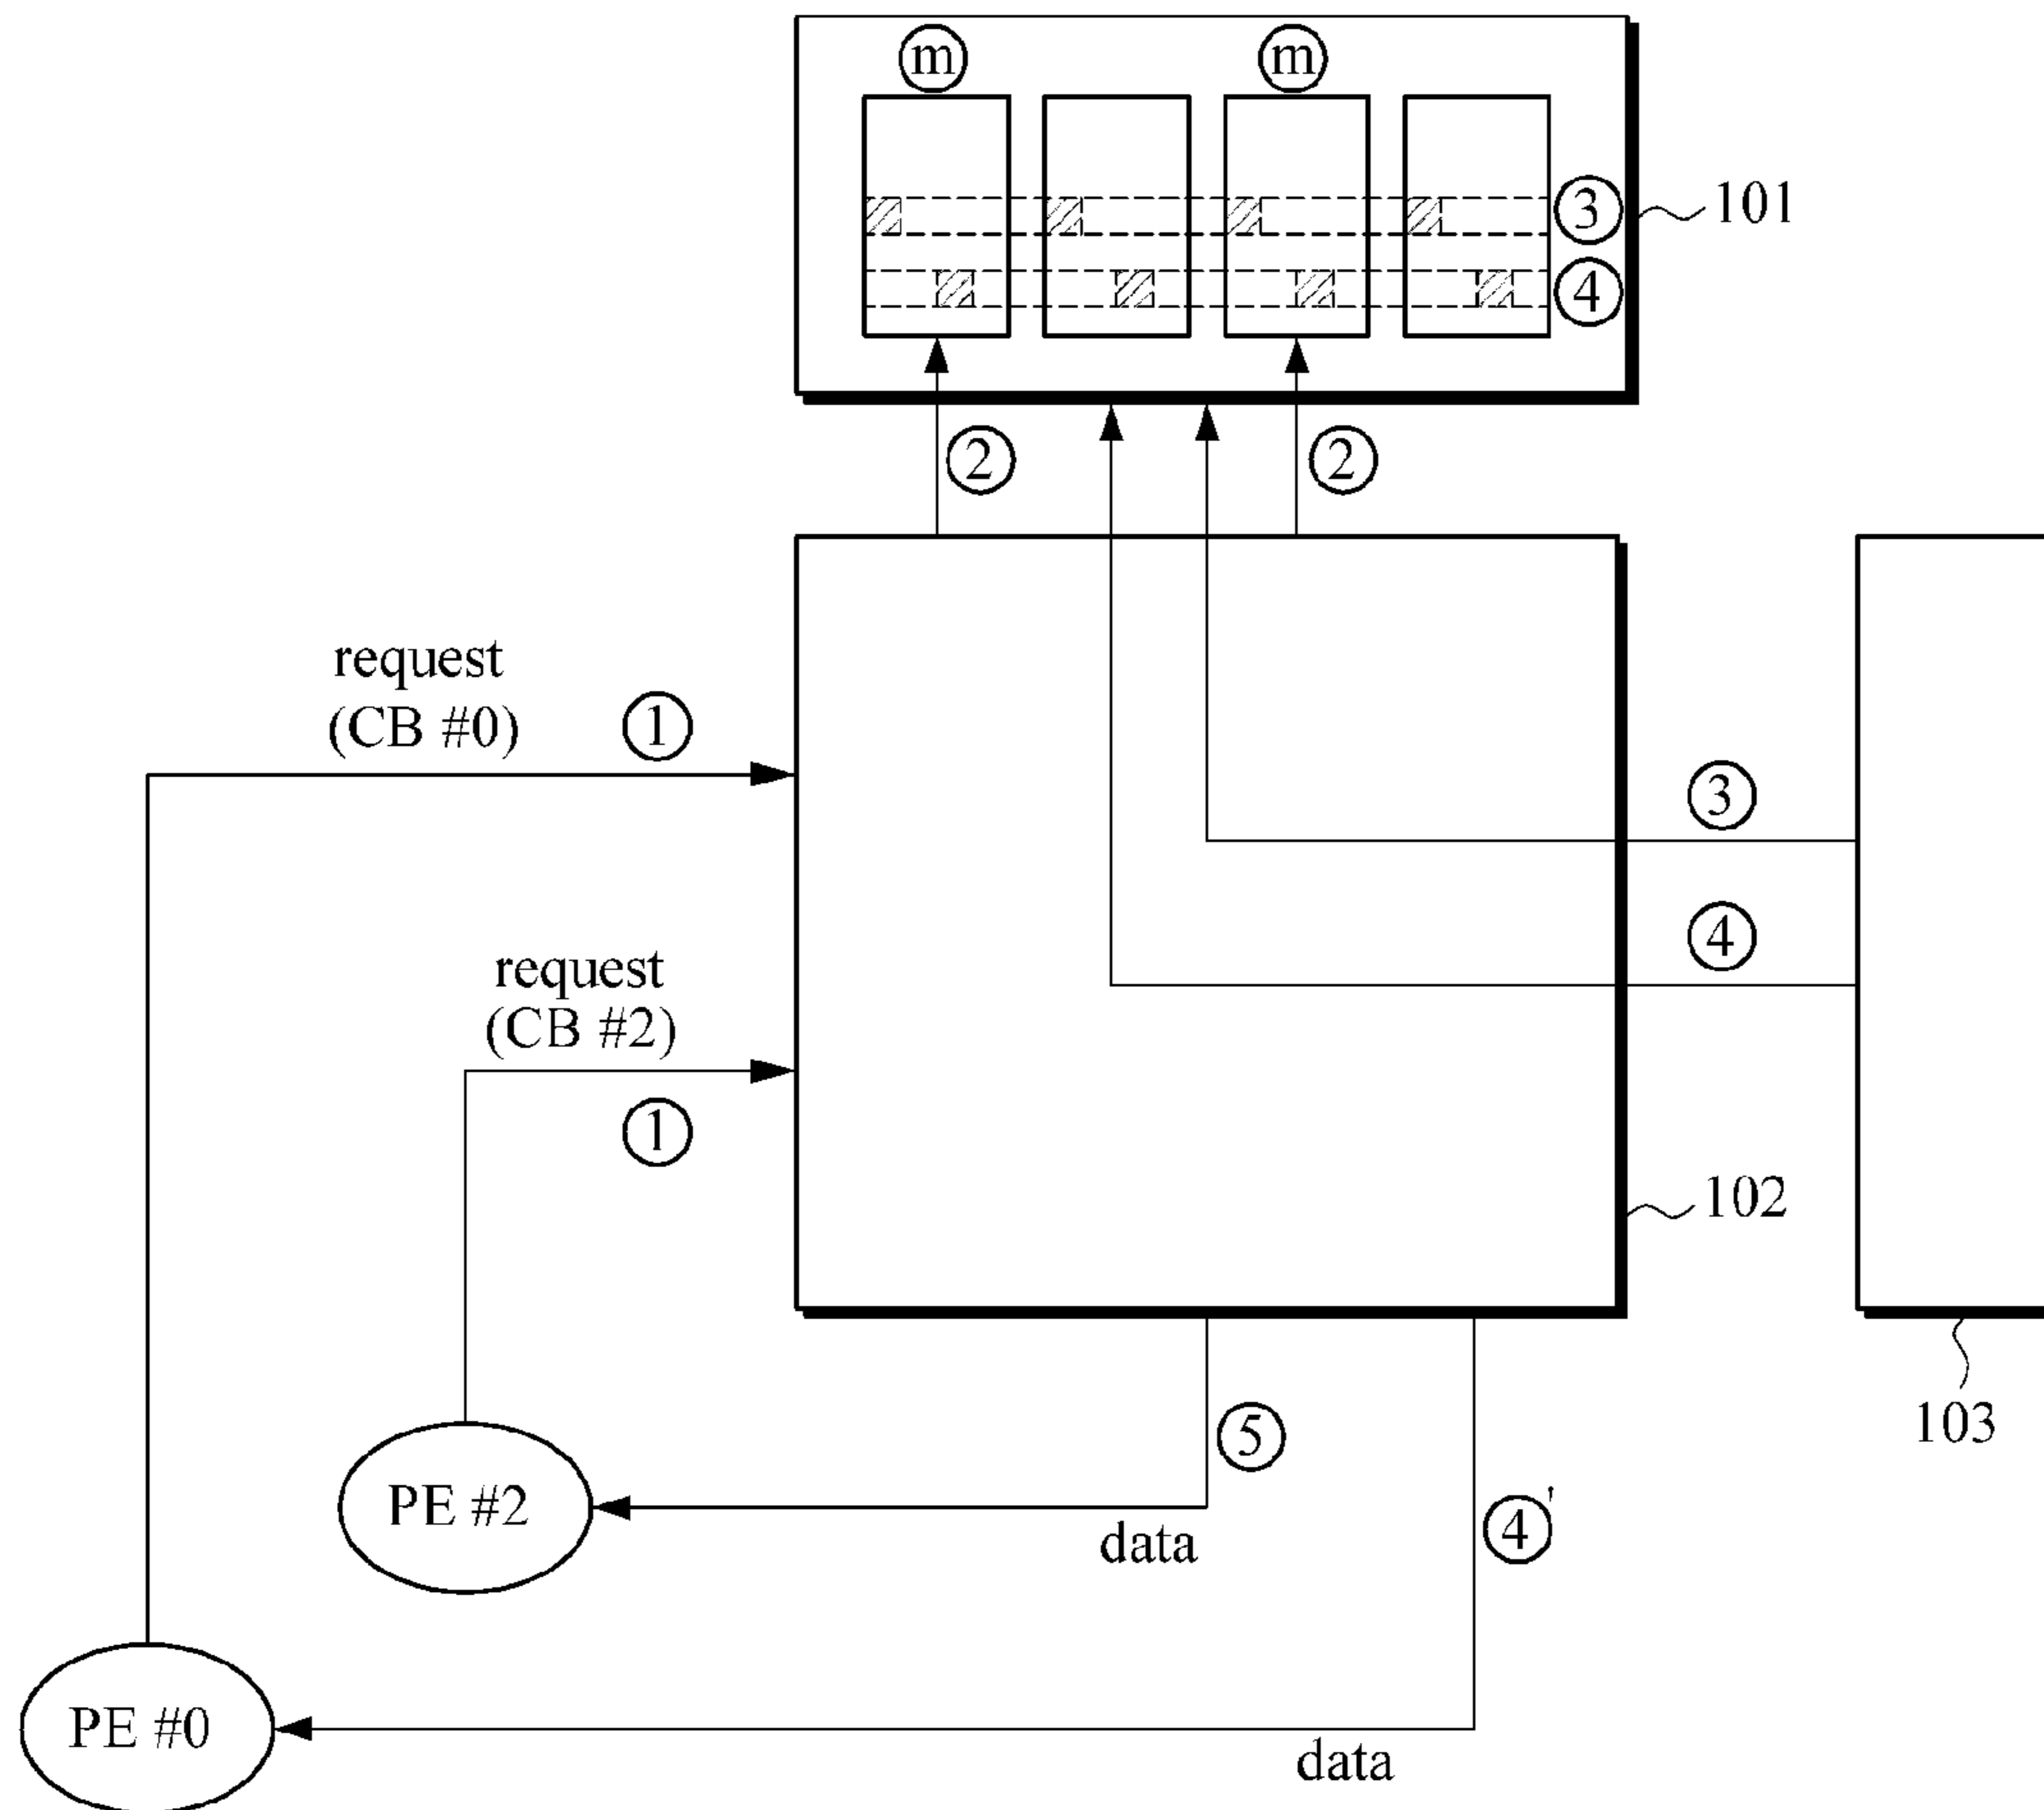 m m
3
101
4
2 2
request
(CB #0)
1
3
4
request
(CB #2)
1
102
103
5
PE #2
4'
data
PE #0
data